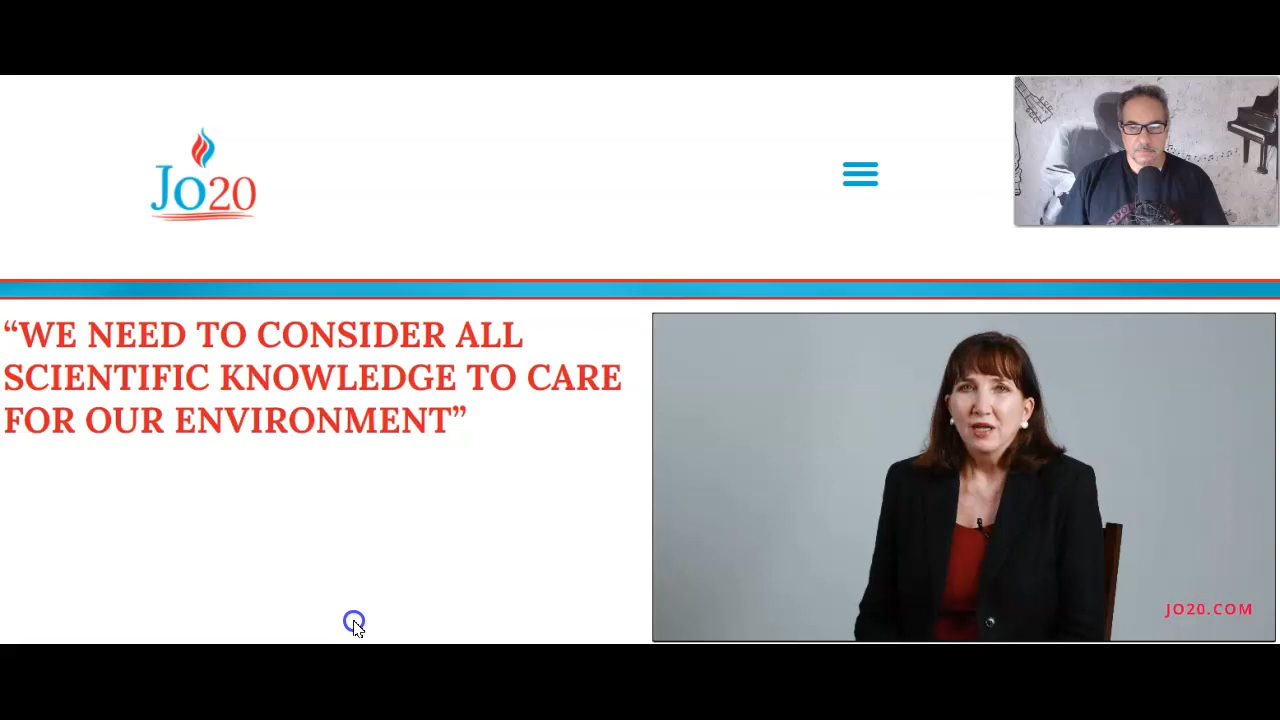 Jo20
“WE NEED TO CONSIDER ALL
SCIENTIFIC KNOWLEDGE TO CARE
FOR OUR ENVIRONMENT”
JO20.COM